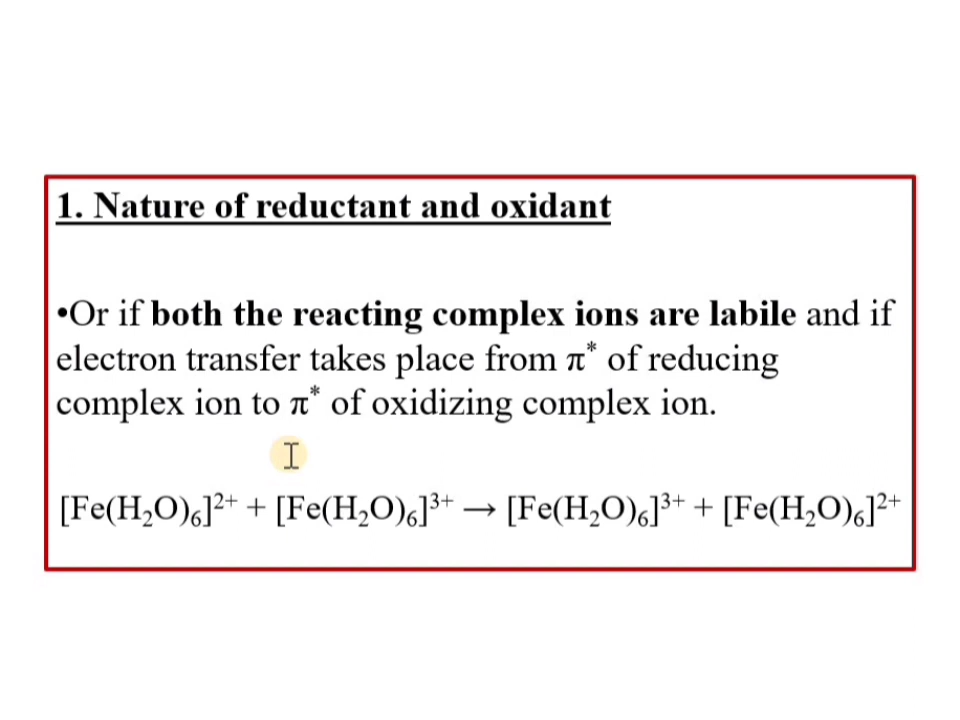 1. Nature of reductant and oxidant
•Or if both the reacting complex ions are labile and if
electron transfer takes place from π* of reducing
complex ion to π* of oxidizing complex ion.
[Fe(H₂O)₆]²⁺ + [Fe(H₂O)₆]³⁺ → [Fe(H₂O)₆]³⁺ + [Fe(H₂O)₆]²⁺